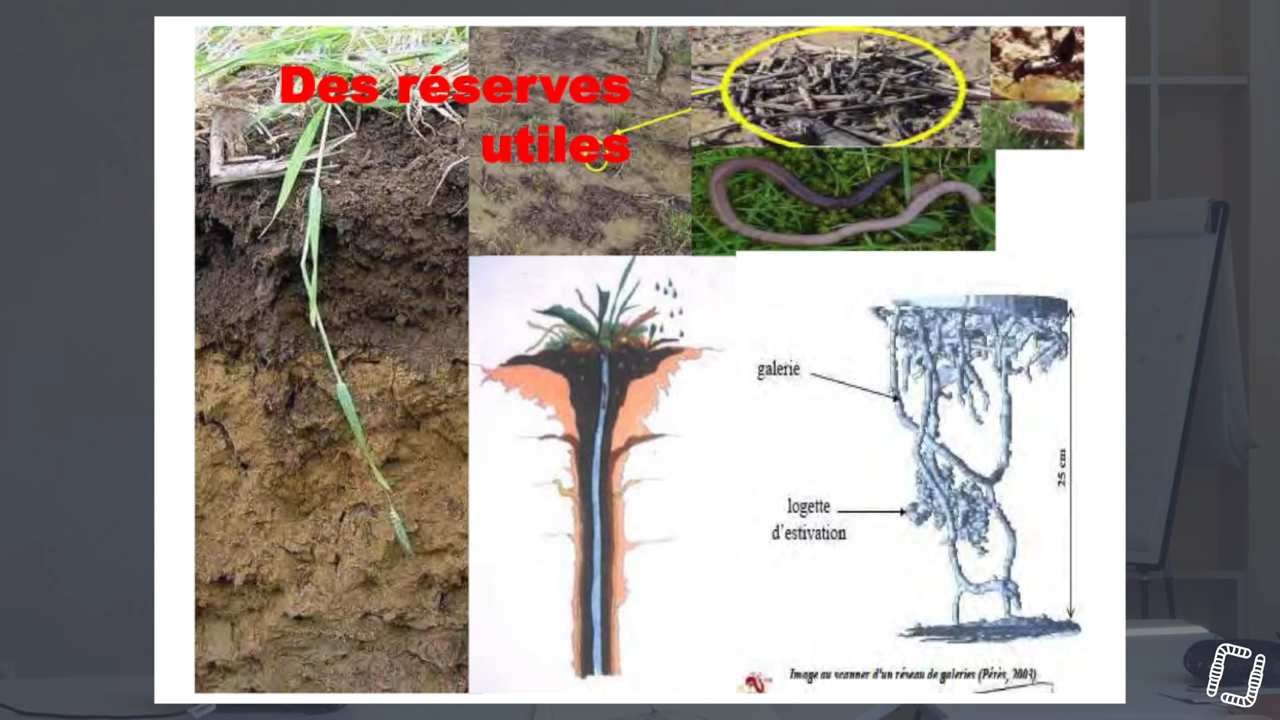 Des réserves
utiles
galerie
logette
d'estivation
25 cm
Image au scanner d'un réseau de galeries (Pérès, 2003)